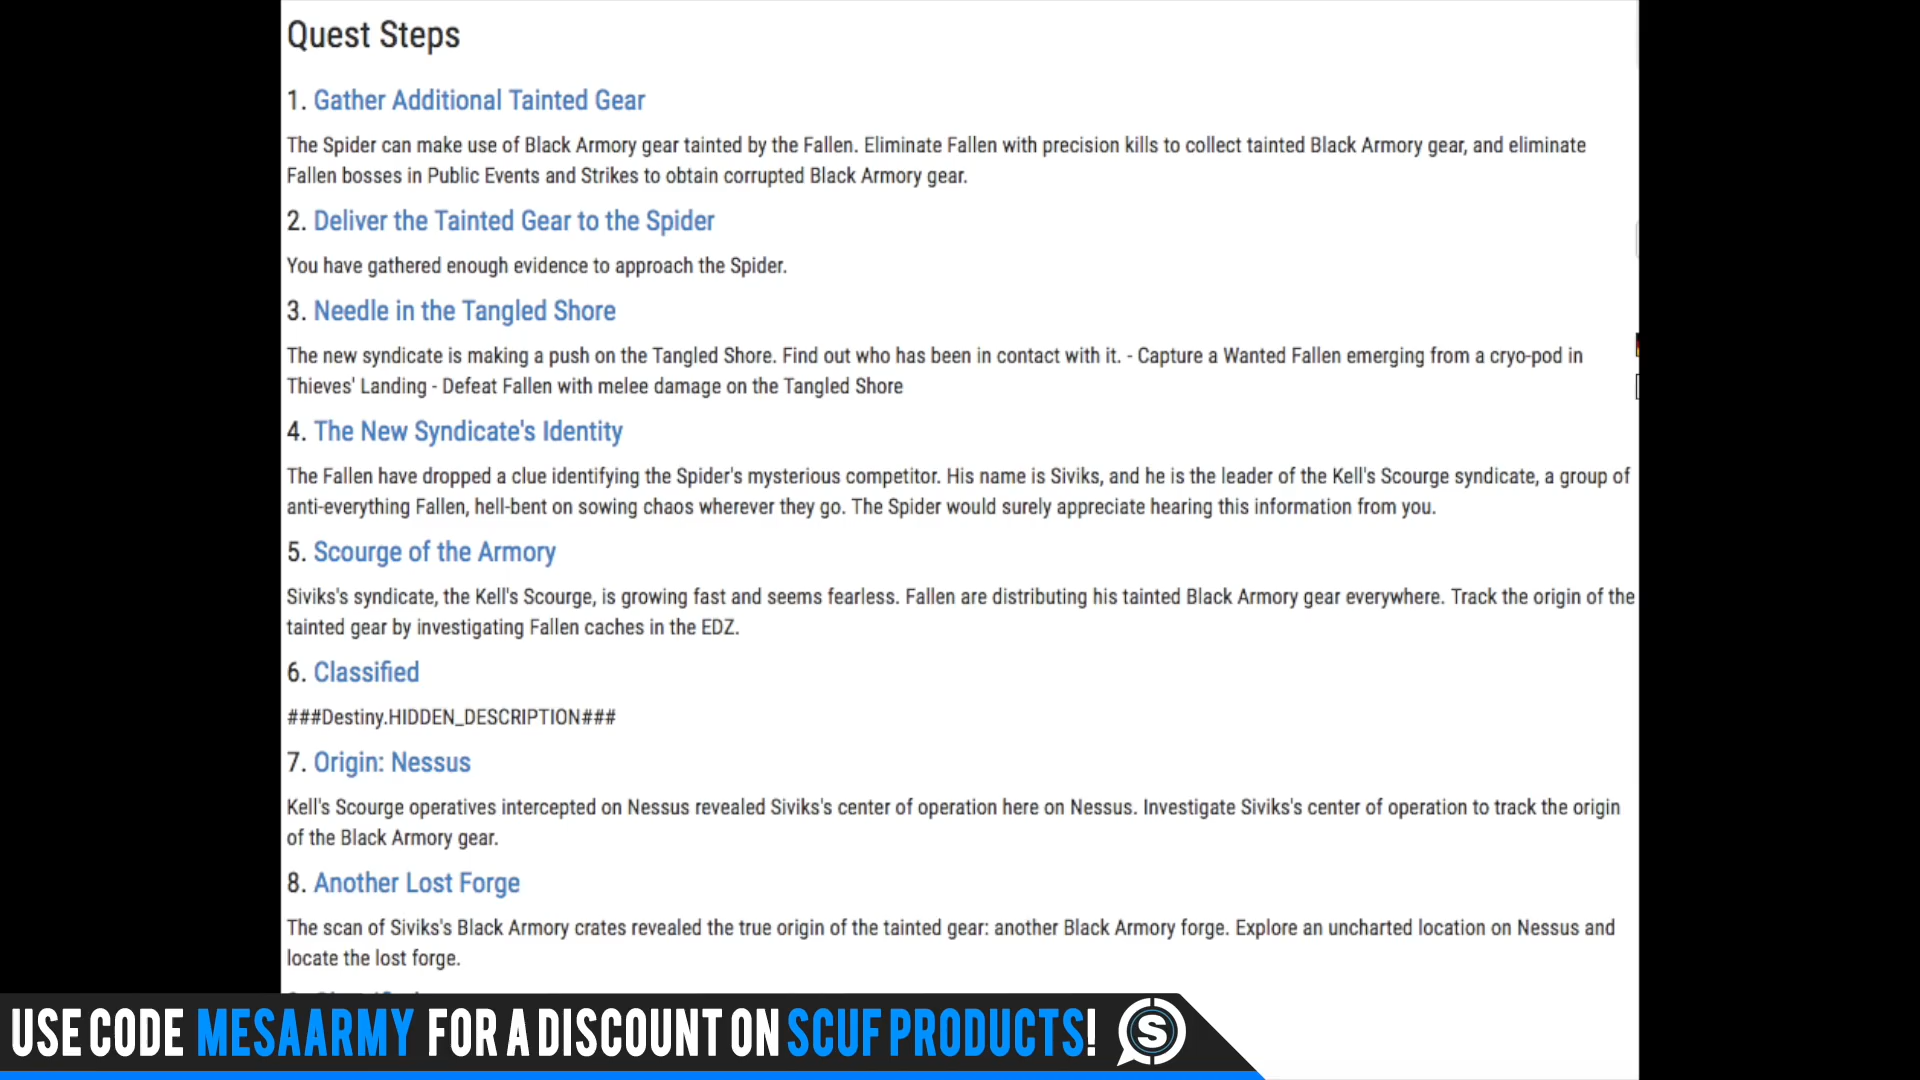 Quest Steps
1. Gather Additional Tainted Gear
The Spider can make use of Black Armory gear tainted by the Fallen. Eliminate Fallen with precision kills to collect tainted Black Armory gear, and eliminate
Fallen bosses in Public Events and Strikes to obtain corrupted Black Armory gear.
2. Deliver the Tainted Gear to the Spider
You have gathered enough evidence to approach the Spider.
3. Needle in the Tangled Shore
The new syndicate is making a push on the Tangled Shore. Find out who has been in contact with it. - Capture a Wanted Fallen emerging from a cryo-pod in
Thieves' Landing - Defeat Fallen with melee damage on the Tangled Shore
4. The New Syndicate's Identity
The Fallen have dropped a clue identifying the Spider's mysterious competitor. His name is Siviks, and he is the leader of the Kell's Scourge syndicate, a group of
anti-everything Fallen, hell-bent on sowing chaos wherever they go. The Spider would surely appreciate hearing this information from you.
5. Scourge of the Armory
Siviks's syndicate, the Kell's Scourge, is growing fast and seems fearless. Fallen are distributing his tainted Black Armory gear everywhere. Track the origin of the
tainted gear by investigating Fallen caches in the EDZ.
6. Classified
###Destiny.HIDDEN_DESCRIPTION###
7. Origin: Nessus
Kell's Scourge operatives intercepted on Nessus revealed Siviks's center of operation here on Nessus. Investigate Siviks's center of operation to track the origin
of the Black Armory gear.
8. Another Lost Forge
The scan of Siviks's Black Armory crates revealed the true origin of the tainted gear: another Black Armory forge. Explore an uncharted location on Nessus and
locate the lost forge.
USE CODE MESAARMY FOR A DISCOUNT ON SCUF PRODUCTS! S